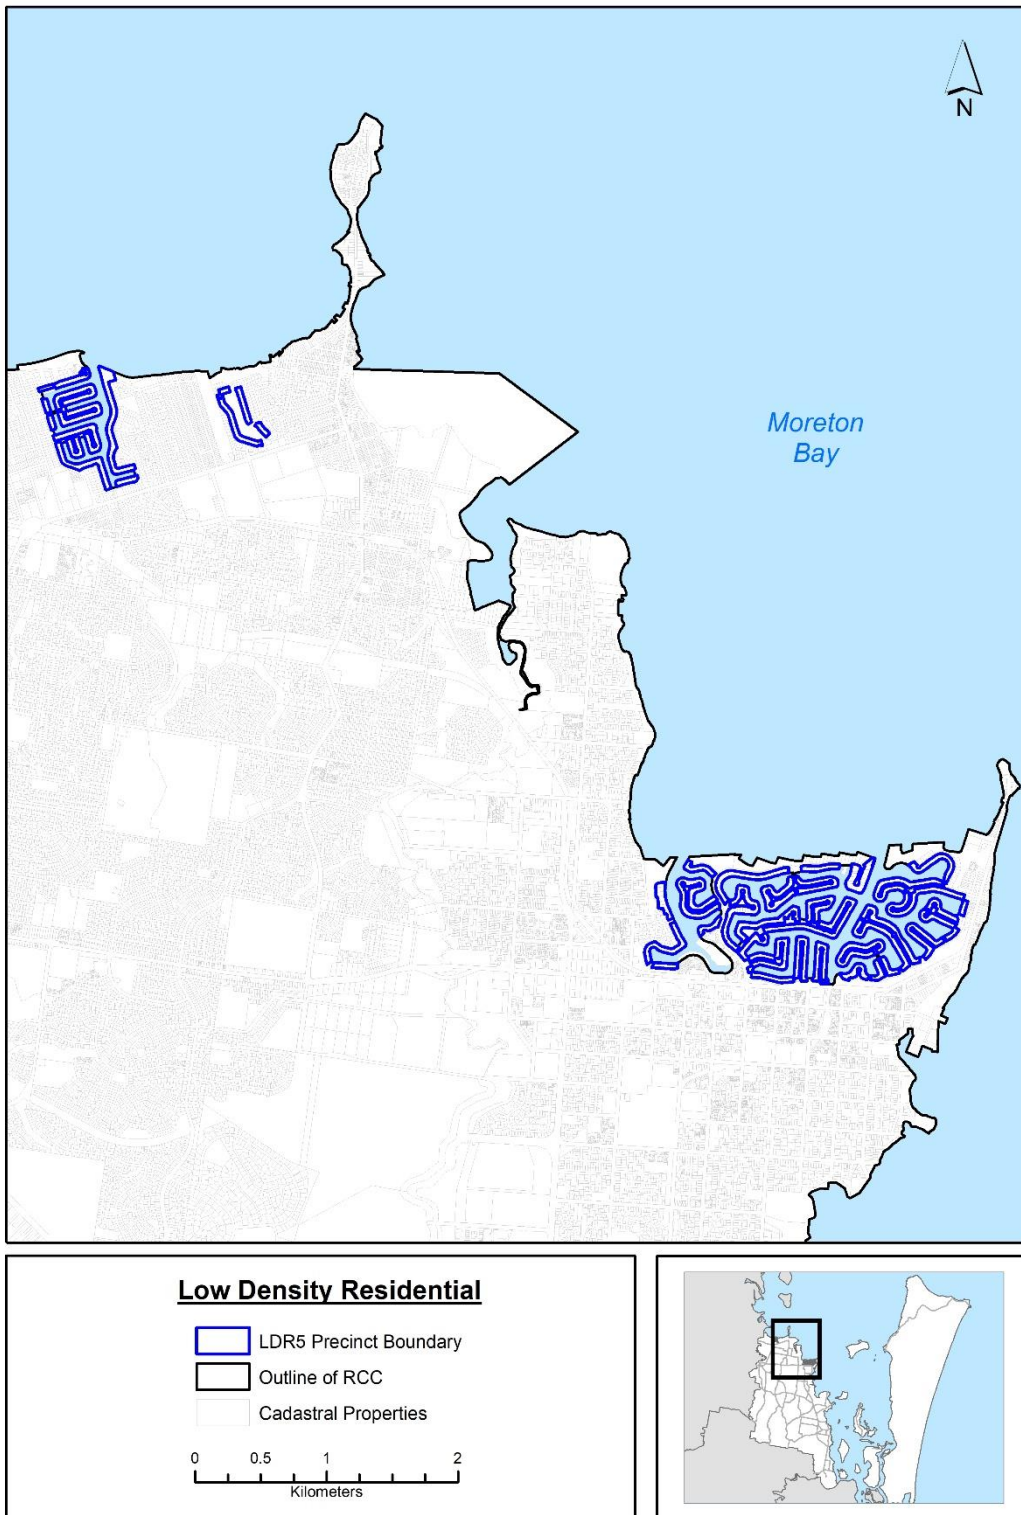 N
Moreton
Bay
Low Density Residential
LDR5 Precinct Boundary
Outline of RCC
Cadastral Properties
0 0.5 1 2
Kilometers